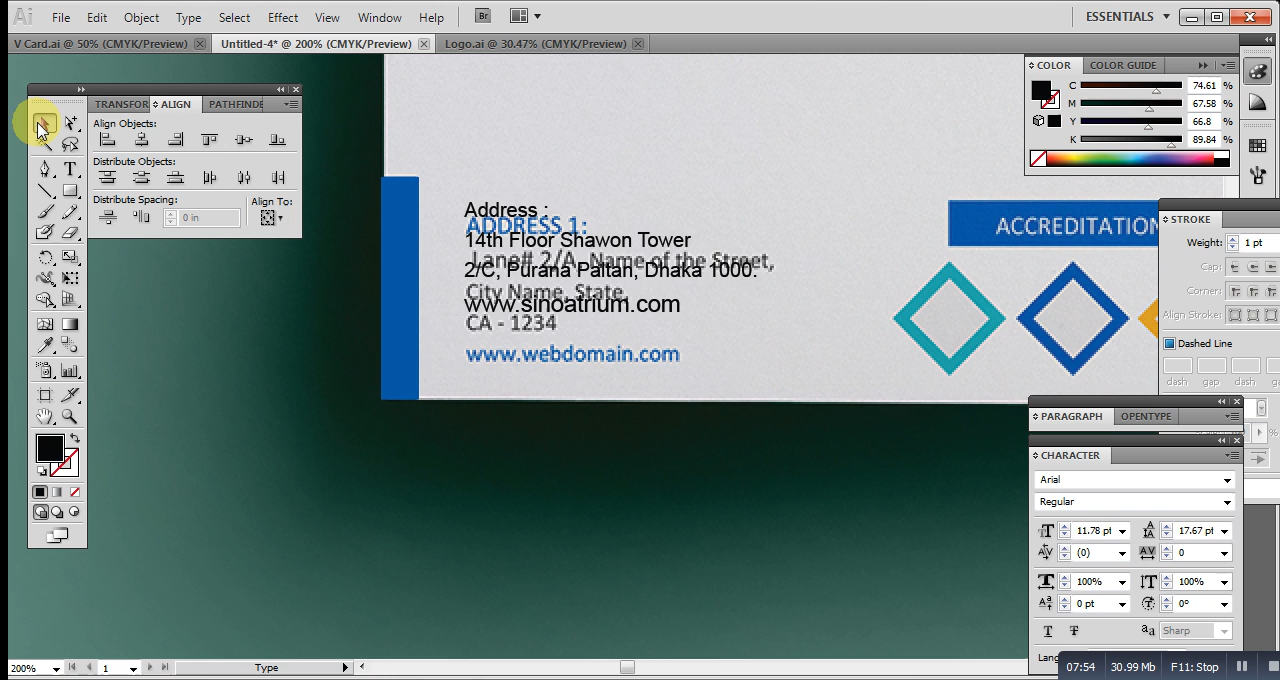 Ai File Edit Object Type Select Effect View Window Help Br ESSENTIALS
V Card.ai @ 50% (CMYK/Preview) Untitled-4* @ 200% (CMYK/Preview) Logo.ai @ 30.47% (CMYK/Preview)
TRANSFOR ALIGN PATHFINDE
Align Objects:
Distribute Objects:
Distribute Spacing: Align To:
0 in
COLOR COLOR GUIDE
C 74.61 %
M 67.58 %
Y 66.8 %
K 89.84 %
Address :
ADDRESS 1:
14th Floor Shawon Tower
Lane# 2/A, Name of the Street,
2/C, Purana Paltan, Dhaka 1000.
City Name, State
www.sinoatrium.com
CA - 1234
www.webdomain.com
ACCREDITATION
STROKE
Weight: 1 pt
Cap:
Corner:
Align Stroke:
Dashed Line
dash gap dash
PARAGRAPH OPENTYPE
CHARACTER
Arial
Regular
11.78 pt 17.67 pt
(0) 0
100% 100%
0 pt 0°
T T aa Sharp
200% 1 Type
07:54 30.99 Mb F11: Stop